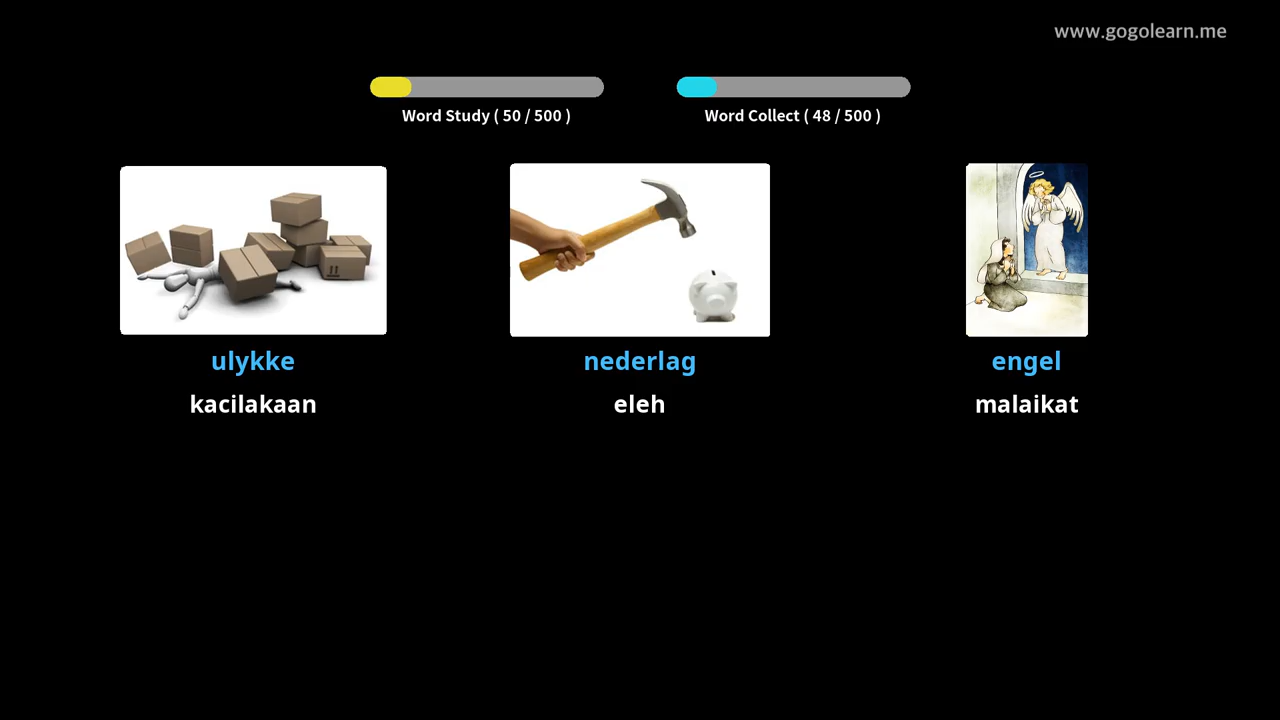 www.gogolearn.me
Word Study ( 50 / 500 )
Word Collect ( 48 / 500 )
ulykke
kacilakaan
nederlag
eleh
engel
malaikat